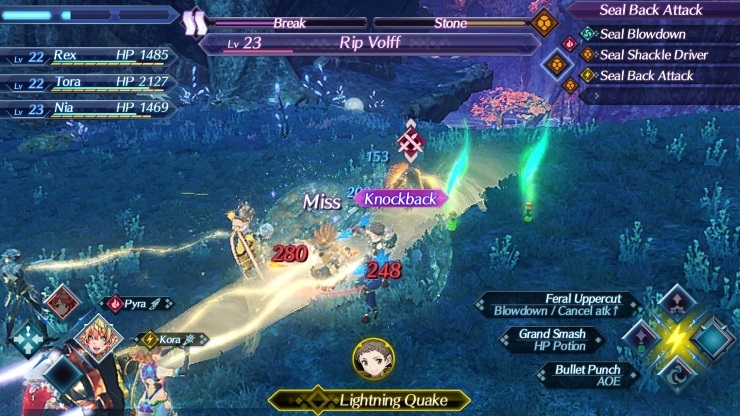 Break
Stone
Lv 23 Rip Volff
Seal Back Attack
Seal Blowdown
Seal Shackle Driver
Seal Back Attack
Lv 22 Rex HP 1485
Lv 22 Tora HP 2127
Lv 23 Nia HP 1469
153
20
Miss
Knockback
280
248
Pyra
Kora
Feral Uppercut
Blowdown / Cancel atk↑
Grand Smash
HP Potion
Bullet Punch
AOE
Lightning Quake